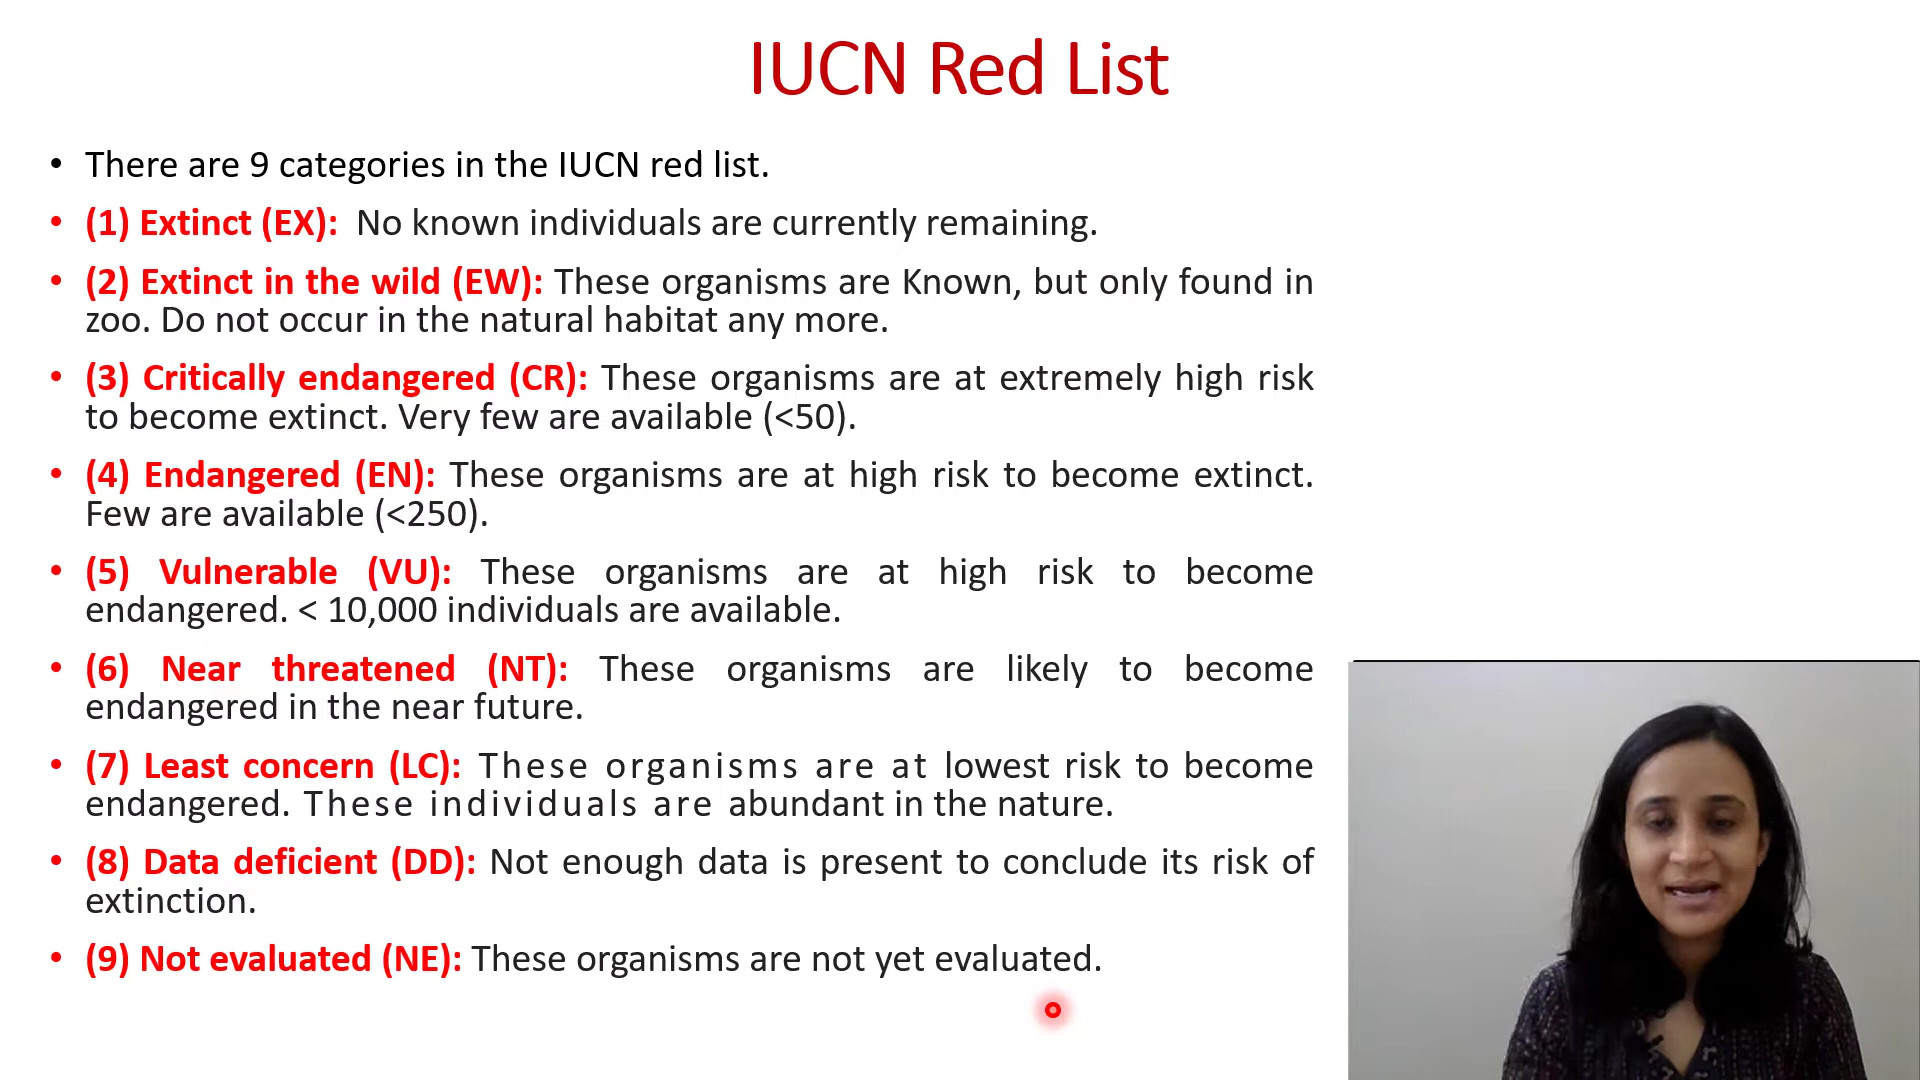 IUCN Red List
• There are 9 categories in the IUCN red list.
• (1) Extinct (EX): No known individuals are currently remaining.
• (2) Extinct in the wild (EW): These organisms are Known, but only found in
zoo. Do not occur in the natural habitat any more.
• (3) Critically endangered (CR): These organisms are at extremely high risk
to become extinct. Very few are available (<50).
• (4) Endangered (EN): These organisms are at high risk to become extinct.
Few are available (<250).
• (5) Vulnerable (VU): These organisms are at high risk to become
endangered. < 10,000 individuals are available.
• (6) Near threatened (NT): These organisms are likely to become
endangered in the near future.
• (7) Least concern (LC): These organisms are at lowest risk to become
endangered. These individuals are abundant in the nature.
• (8) Data deficient (DD): Not enough data is present to conclude its risk of
extinction.
• (9) Not evaluated (NE): These organisms are not yet evaluated.